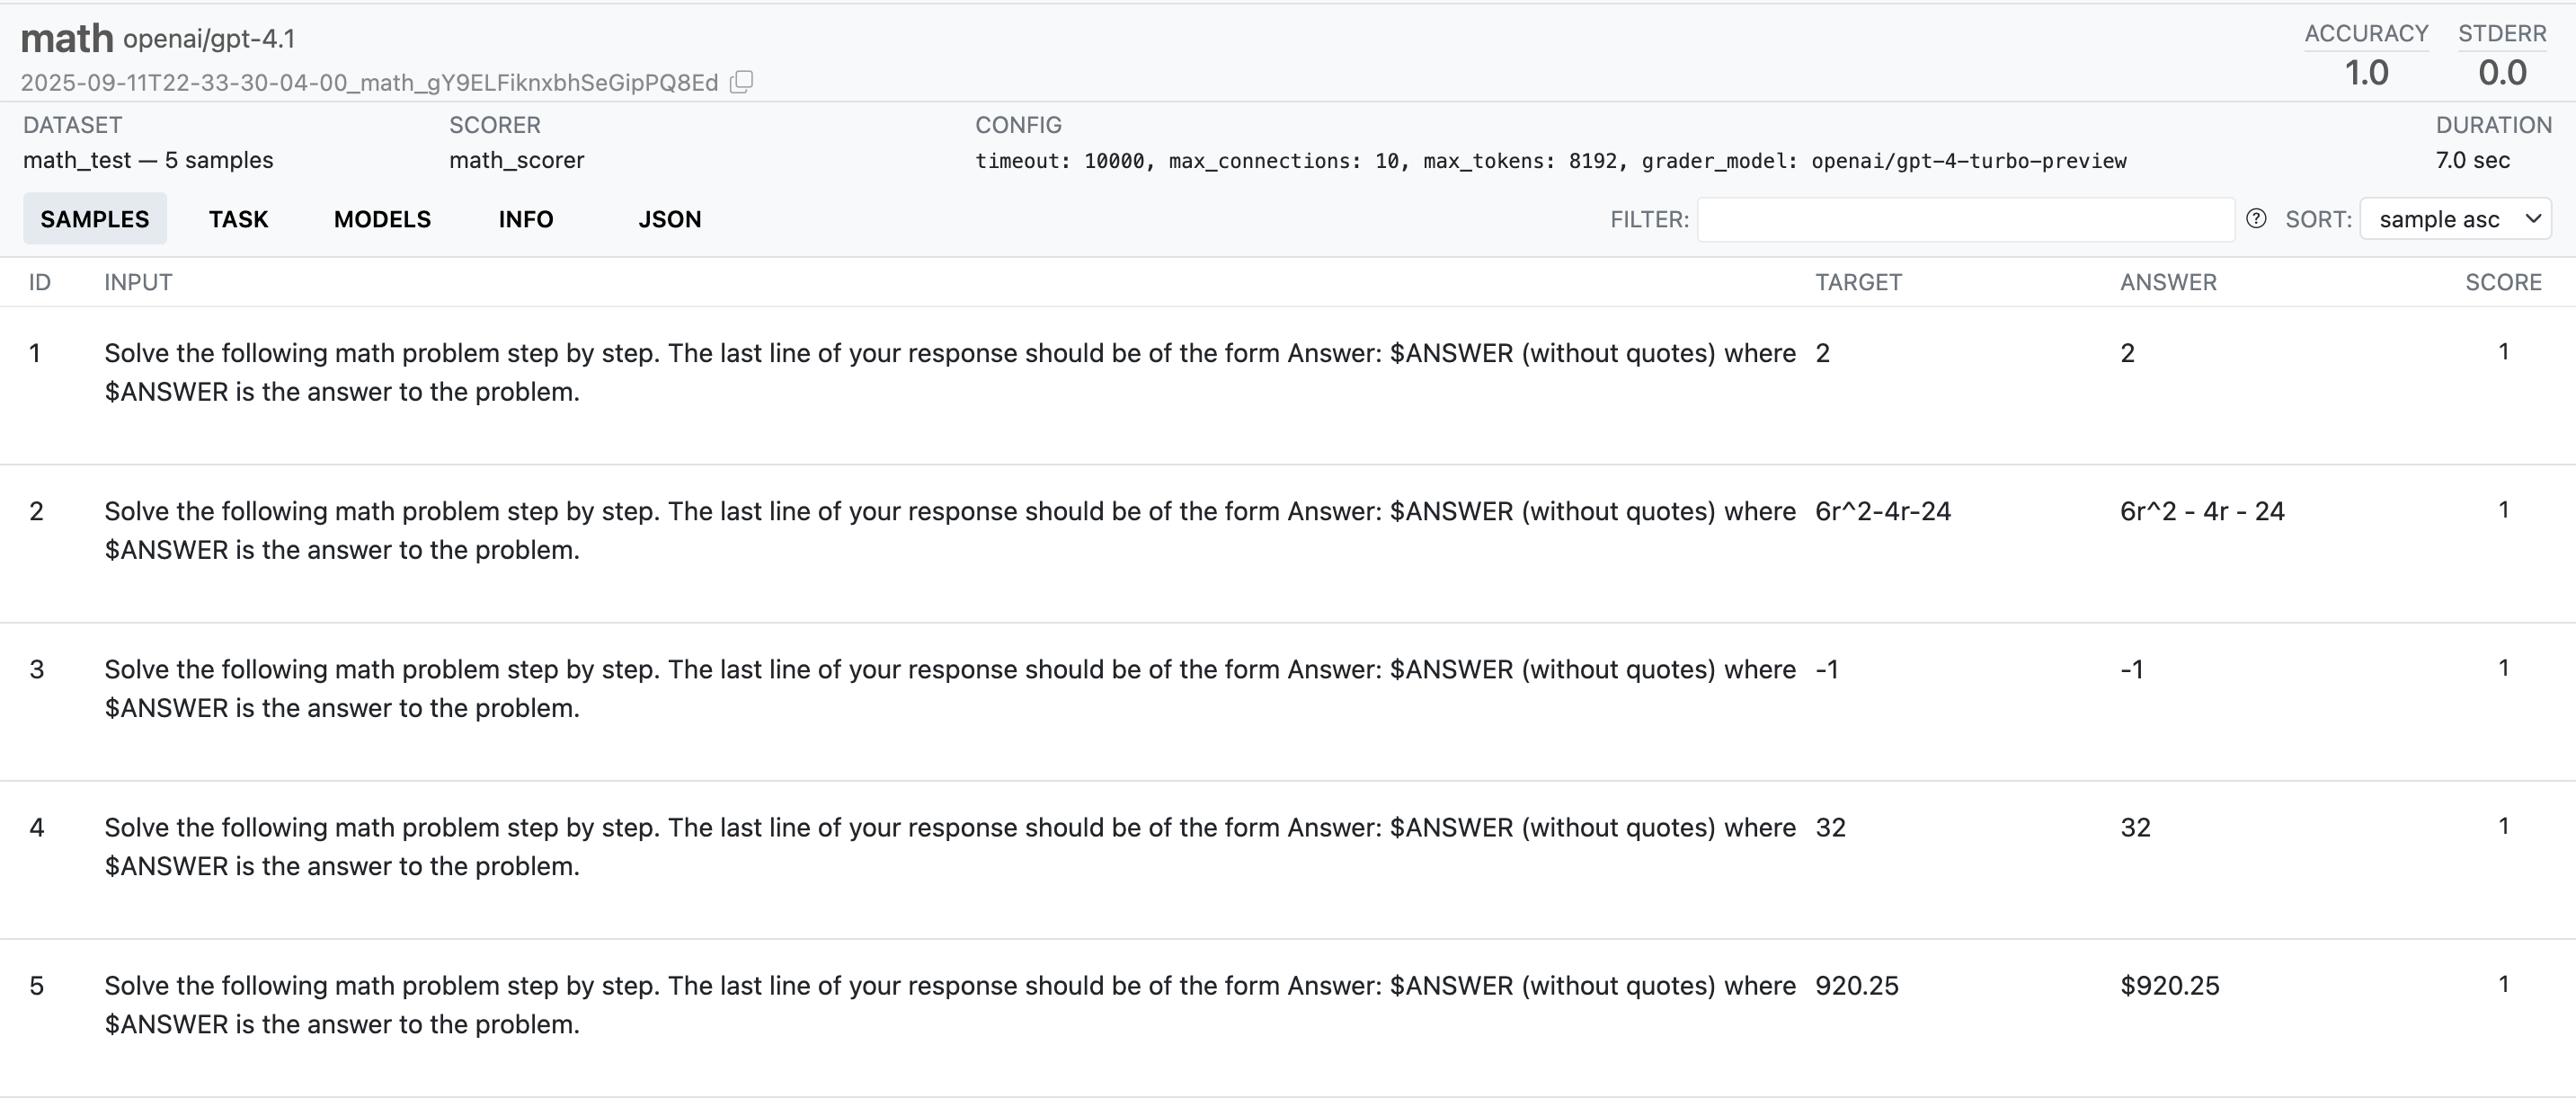 math openai/gpt-4.1
ACCURACY STDERR
1.0 0.0
2025-09-11T22-33-30-04-00_math_gY9ELFiknxbhSeGipPQ8Ed
DATASET SCORER CONFIG DURATION
math_test — 5 samples math_scorer timeout: 10000, max_connections: 10, max_tokens: 8192, grader_model: openai/gpt-4-turbo-preview 7.0 sec
SAMPLES TASK MODELS INFO JSON FILTER: ? SORT: sample asc
ID INPUT TARGET ANSWER SCORE
1 Solve the following math problem step by step. The last line of your response should be of the form Answer: $ANSWER (without quotes) where 2 2 1
$ANSWER is the answer to the problem.
2 Solve the following math problem step by step. The last line of your response should be of the form Answer: $ANSWER (without quotes) where 6r^2-4r-24 6r^2 - 4r - 24 1
$ANSWER is the answer to the problem.
3 Solve the following math problem step by step. The last line of your response should be of the form Answer: $ANSWER (without quotes) where -1 -1 1
$ANSWER is the answer to the problem.
4 Solve the following math problem step by step. The last line of your response should be of the form Answer: $ANSWER (without quotes) where 32 32 1
$ANSWER is the answer to the problem.
5 Solve the following math problem step by step. The last line of your response should be of the form Answer: $ANSWER (without quotes) where 920.25 $920.25 1
$ANSWER is the answer to the problem.